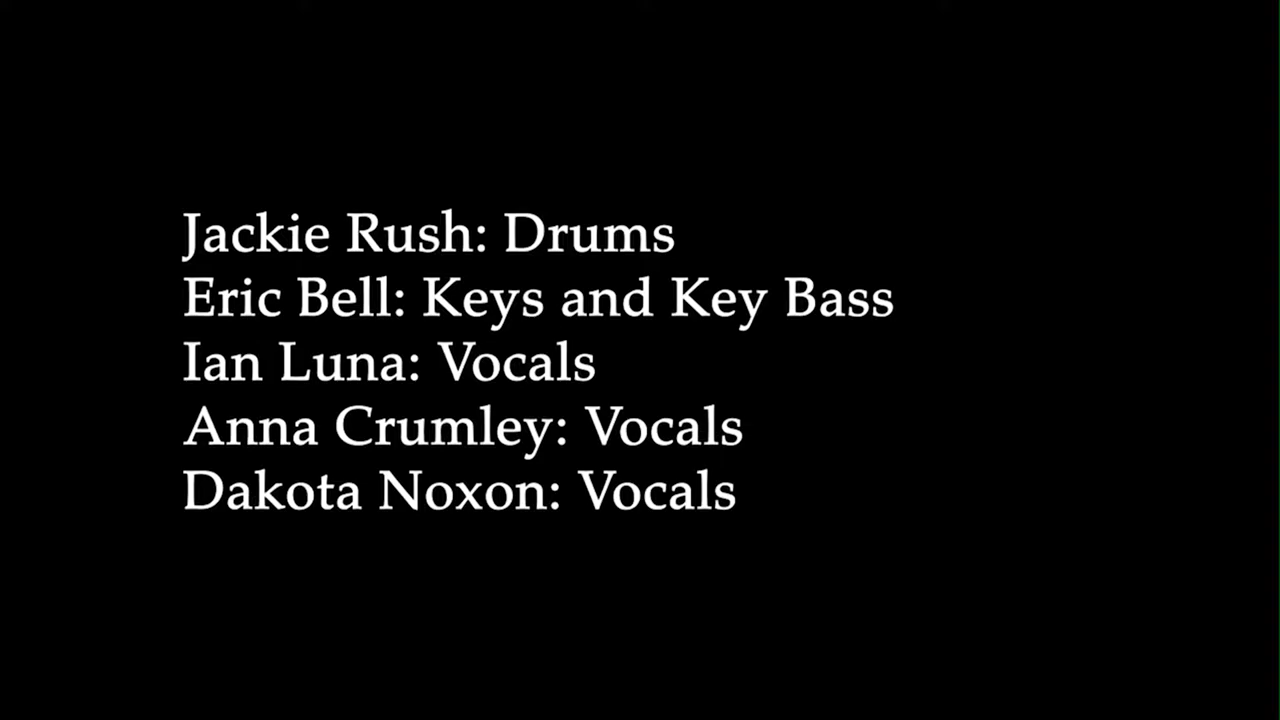 Jackie Rush: Drums
Eric Bell: Keys and Key Bass
Ian Luna: Vocals
Anna Crumley: Vocals
Dakota Noxon: Vocals